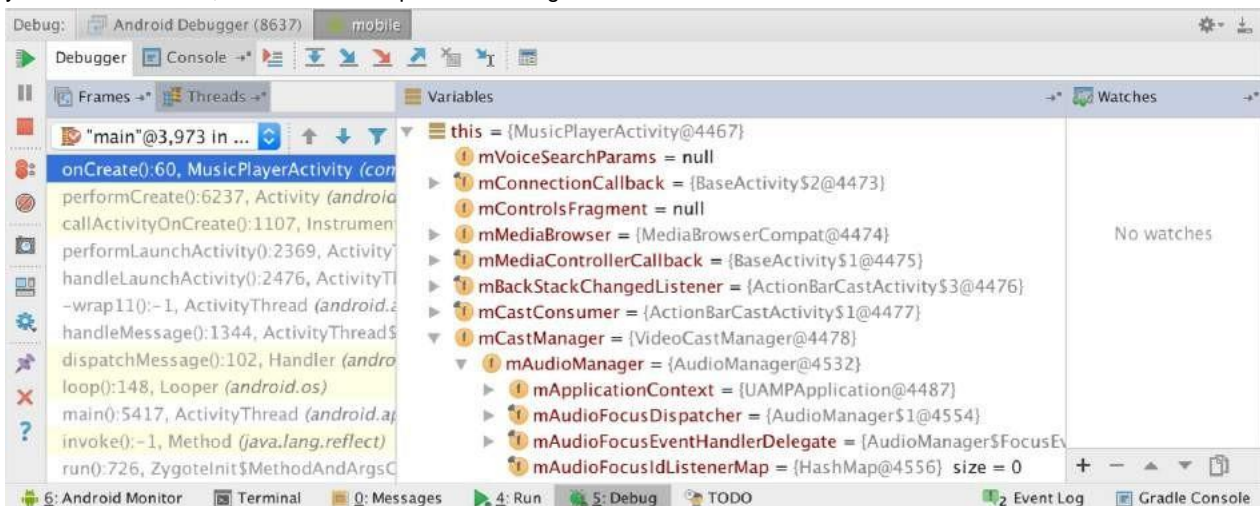 Debug: Android Debugger (8637) mobile
Debugger Console
Frames Threads
Variables
Watches
"main"@3,973 in ...
onCreate():60, MusicPlayerActivity (com
performCreate():6237, Activity (android
callActivityOnCreate():1107, Instrumen
performLaunchActivity():2369, Activity
handleLaunchActivity():2476, ActivityTh
-wrap11():-1, ActivityThread (android.a
handleMessage():1344, ActivityThread$
dispatchMessage():102, Handler (andro
loop():148, Looper (android.os)
main():5417, ActivityThread (android.ap
invoke():-1, Method (java.lang.reflect)
run():726, ZygoteInit$MethodAndArgsC
this = {MusicPlayerActivity@4467}
mVoiceSearchParams = null
mConnectionCallback = {BaseActivity$2@4473}
mControlsFragment = null
mMediaBrowser = {MediaBrowserCompat@4474}
mMediaControllerCallback = {BaseActivity$1@4475}
mBackStackChangedListener = {ActionBarCastActivity$3@4476}
mCastConsumer = {ActionBarCastActivity$1@4477}
mCastManager = {VideoCastManager@4478}
mAudioManager = {AudioManager@4532}
mApplicationContext = {UAMPApplication@4487}
mAudioFocusDispatcher = {AudioManager$1@4554}
mAudioFocusEventHandlerDelegate = {AudioManager$FocusEv
mAudioFocusIdListenerMap = {HashMap@4556} size = 0
No watches
6: Android Monitor Terminal 0: Messages 4: Run 5: Debug TODO 2 Event Log Gradle Console